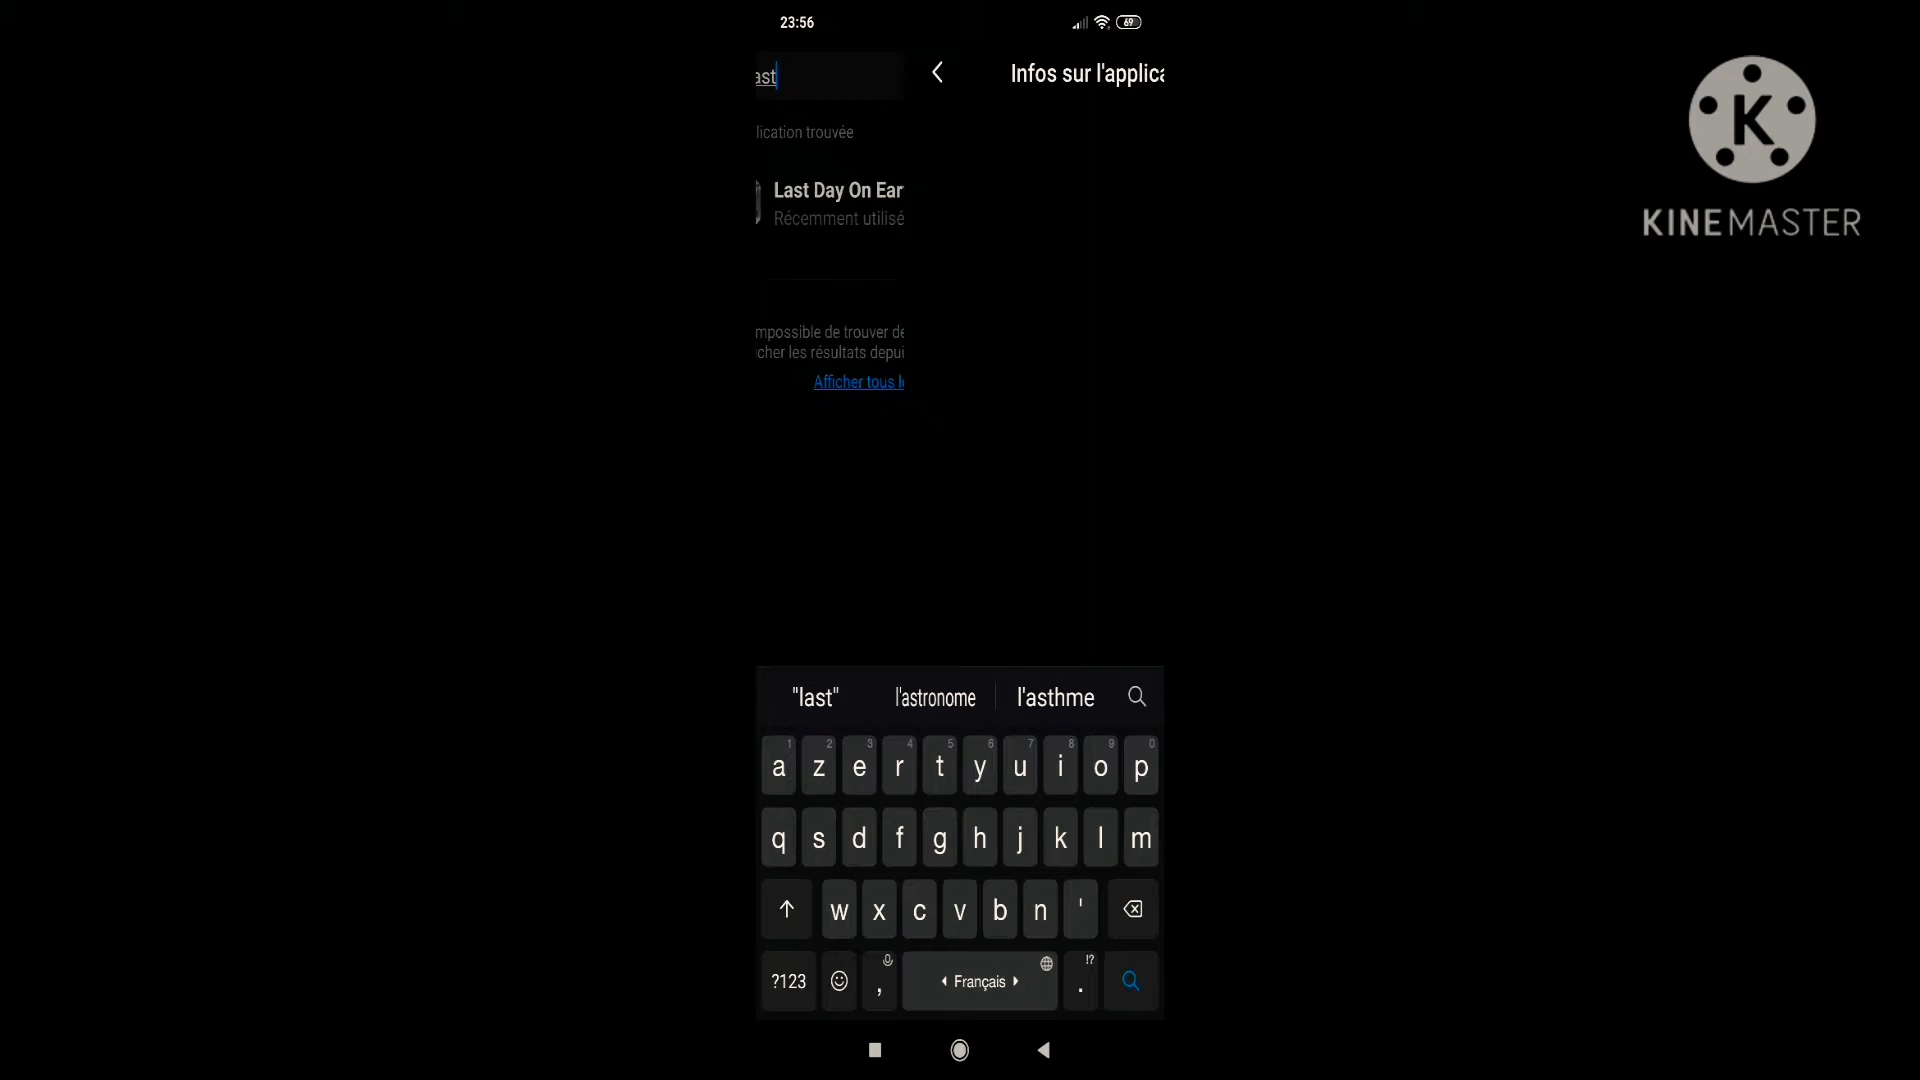 23:56
69
ast
Infos sur l'applica
lication trouvée
Last Day On Ear
Récemment utilisé
mpossible de trouver de
cher les résultats depui
Afficher tous l
K
KINEMASTER
"last" l'astronome l'asthme
1 2 3 4 5 6 7 8 9 0
a z e r t y u i o p
q s d f g h j k l m
w x c v b n '
!?
?123 , Français .